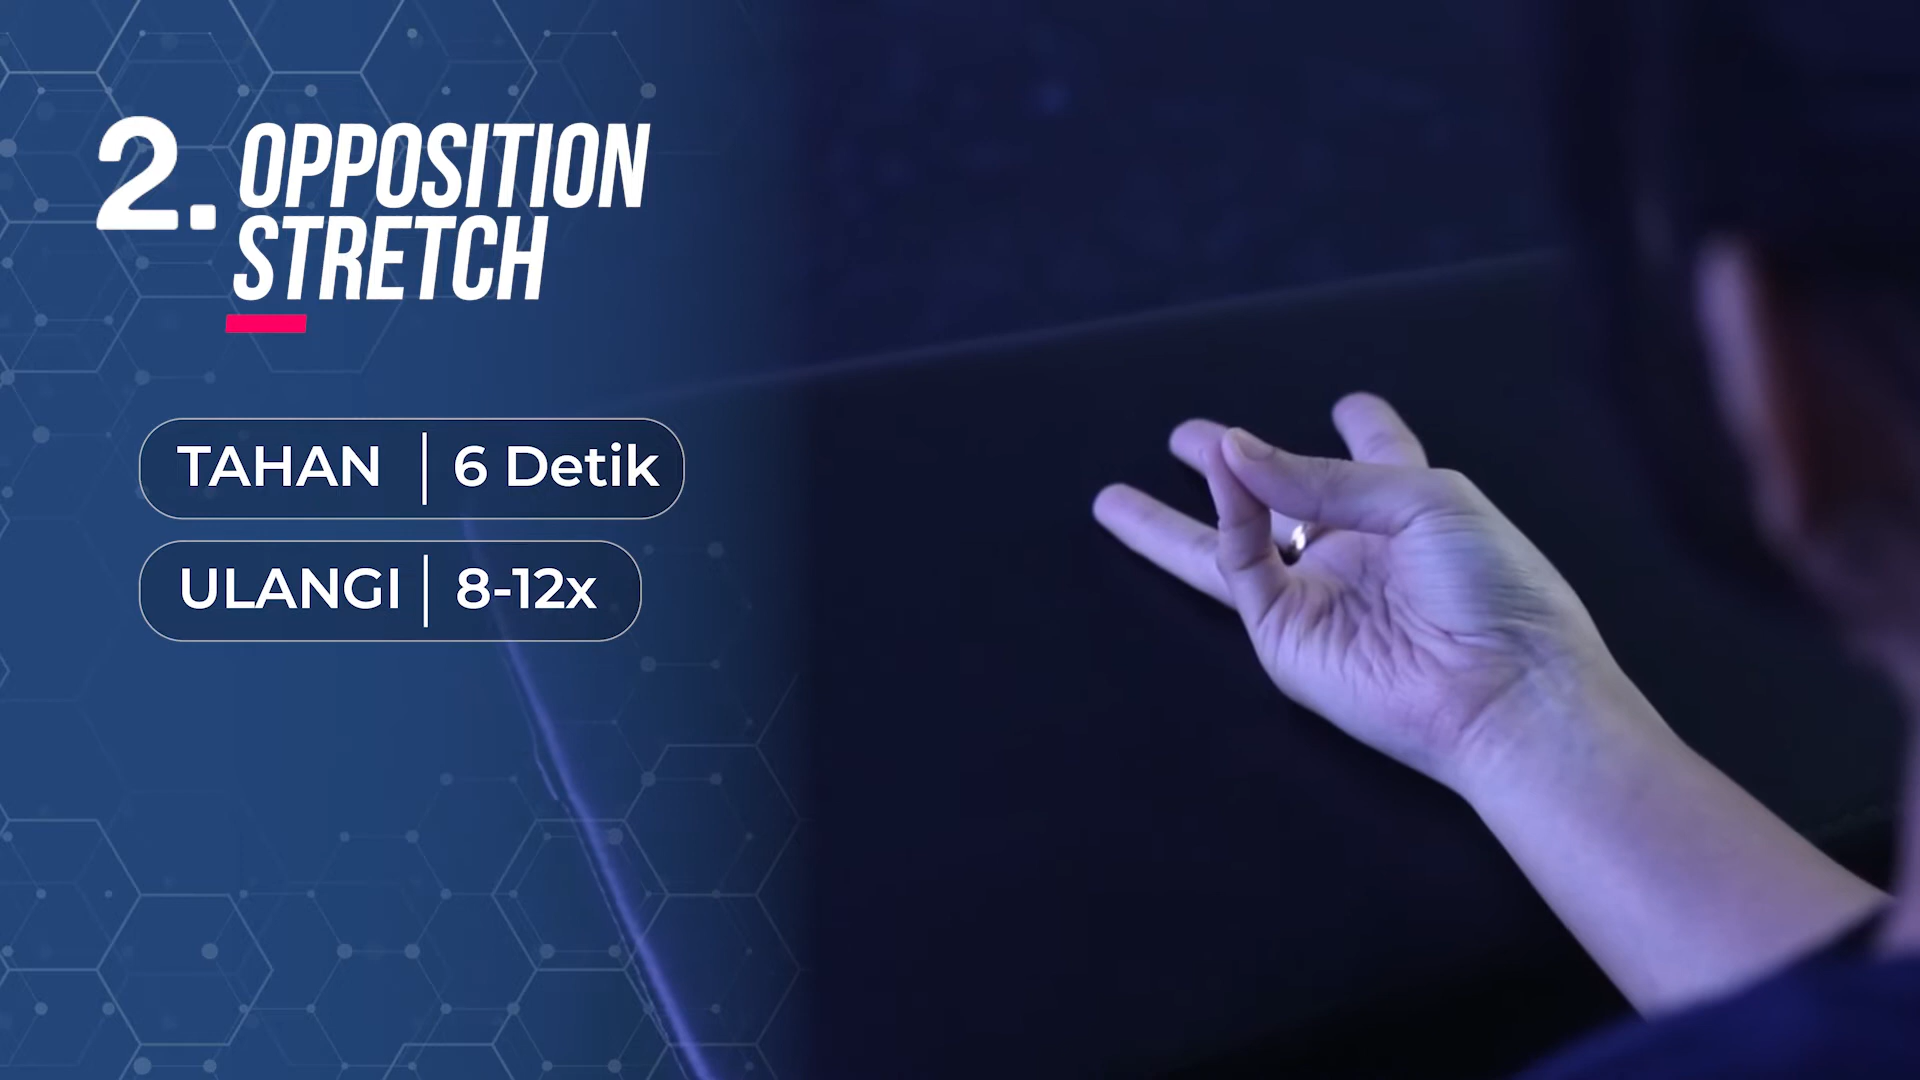 2. OPPOSITION
STRETCH
TAHAN | 6 Detik
ULANGI | 8-12x